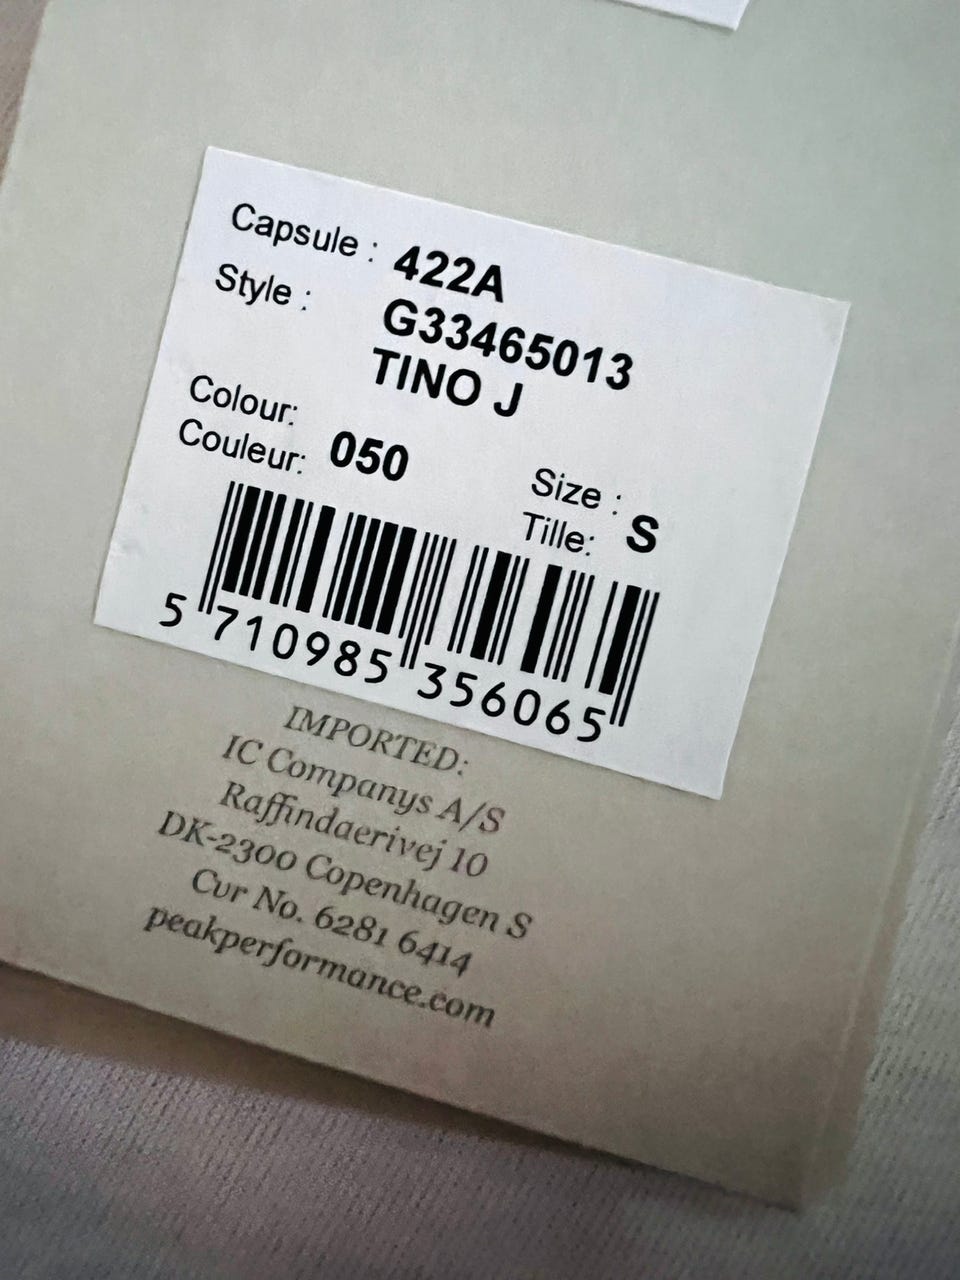 Capsule : 422A
Style : G33465013
TINO J
Colour:
Couleur: 050
Size :
Tille: S
5 710985 356065
IMPORTED:
IC Companys A/S
Raffindaerivej 10
DK-2300 Copenhagen S
Cvr No. 6281 6414
peakperformance.com